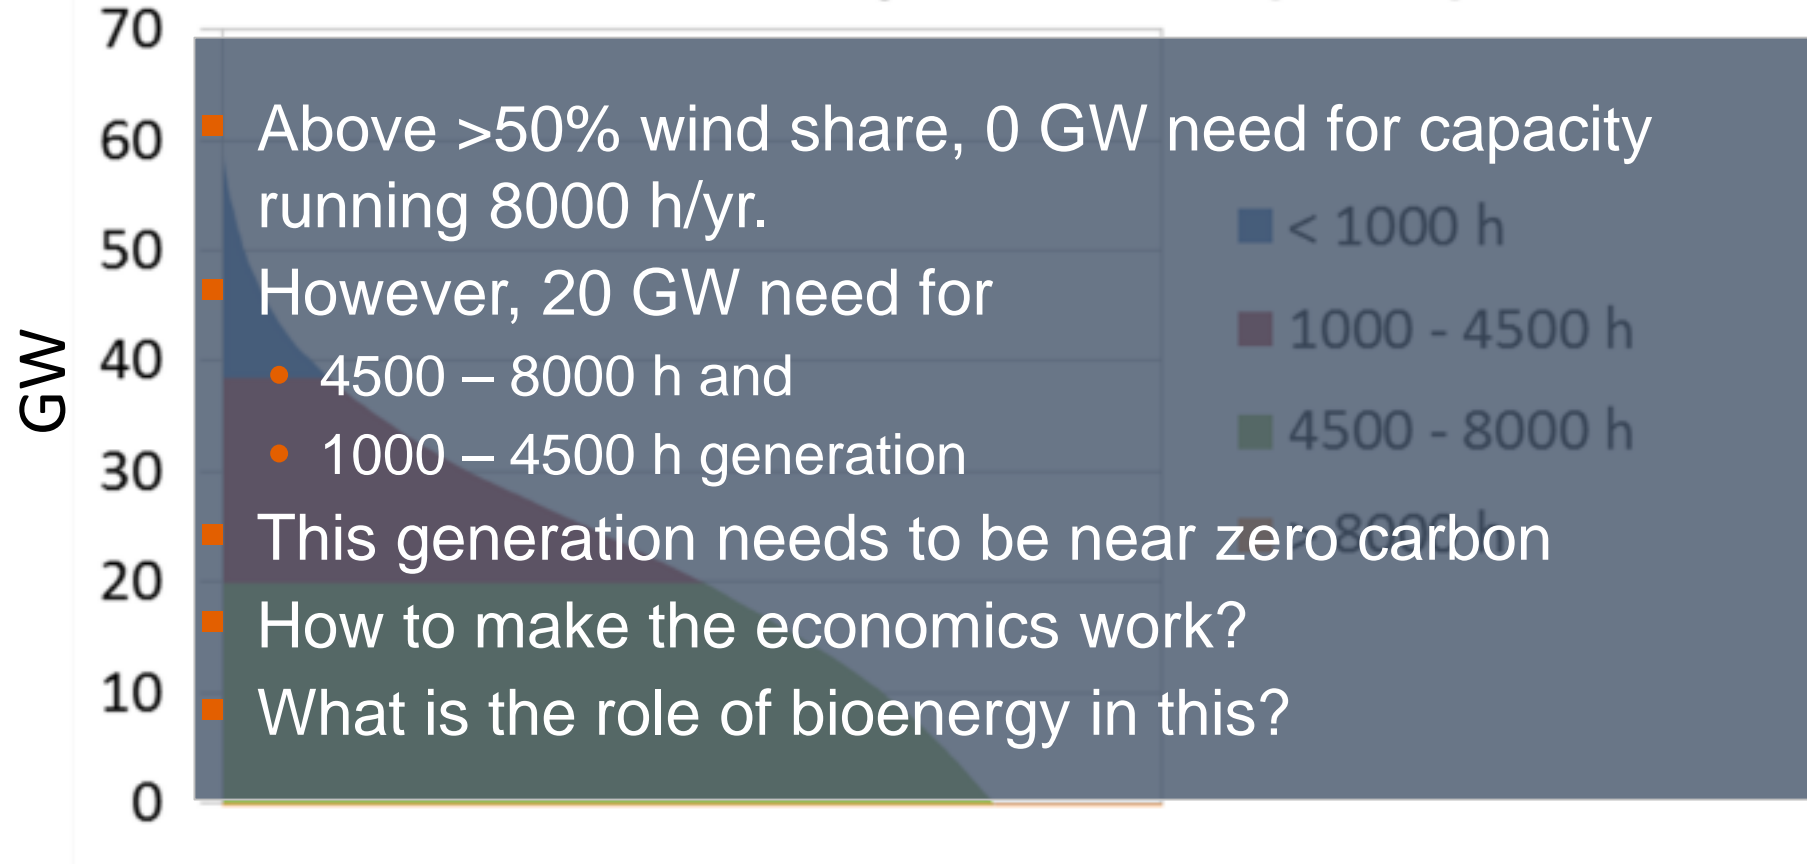 70
60
50
40
30
20
10
0
GW
Above >50% wind share, 0 GW need for capacity
running 8000 h/yr.
However, 20 GW need for
4500 – 8000 h and
1000 – 4500 h generation
This generation needs to be near zero carbon
How to make the economics work?
What is the role of bioenergy in this?
< 1000 h
1000 - 4500 h
4500 - 8000 h
> 8000 h